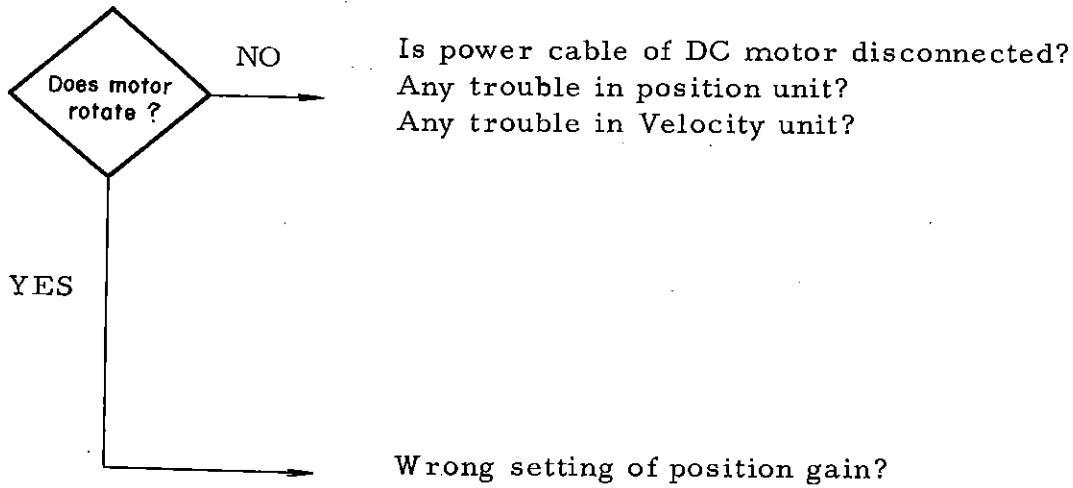 Does motor
rotate ?
NO
Is power cable of DC motor disconnected?
Any trouble in position unit?
Any trouble in Velocity unit?
YES
Wrong setting of position gain?